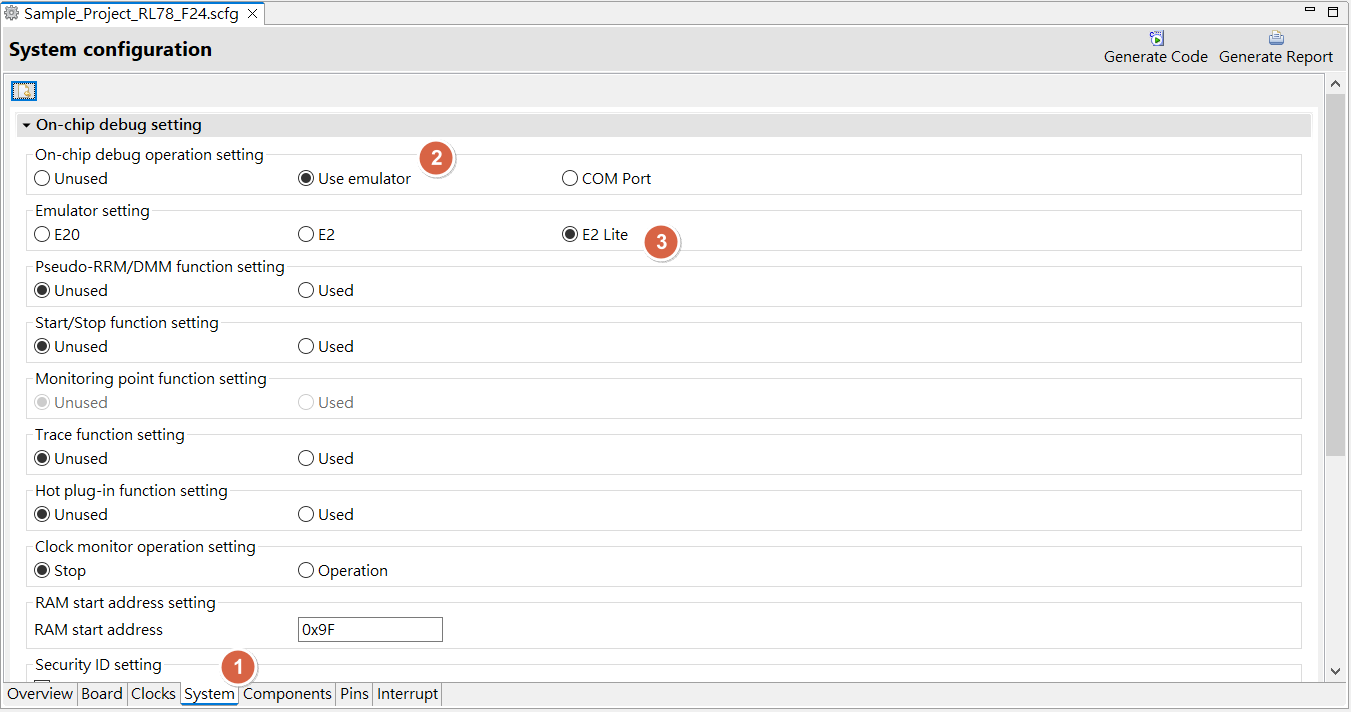 Sample_Project_RL78_F24.scfg
System configuration
Generate Code Generate Report
On-chip debug setting
On-chip debug operation setting
2
Unused Use emulator COM Port
Emulator setting
E20 E2 E2 Lite
3
Pseudo-RRM/DMM function setting
Unused Used
Start/Stop function setting
Unused Used
Monitoring point function setting
Unused Used
Trace function setting
Unused Used
Hot plug-in function setting
Unused Used
Clock monitor operation setting
Stop Operation
RAM start address setting
RAM start address 0x9F
Security ID setting
1
Overview Board Clocks System Components Pins Interrupt